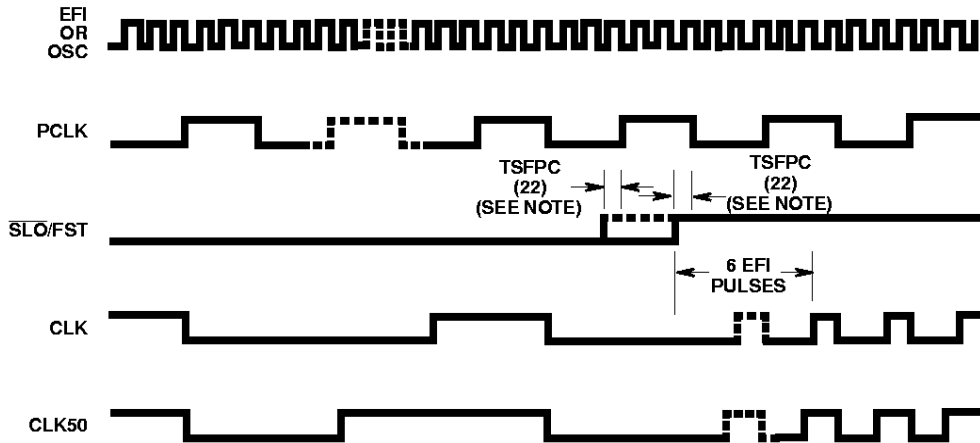 EFI
OR
OSC
PCLK
TSFPC
(22)
(SEE NOTE)
TSFPC
(22)
(SEE NOTE)
SLO/FST
6 EFI
PULSES
CLK
CLK50